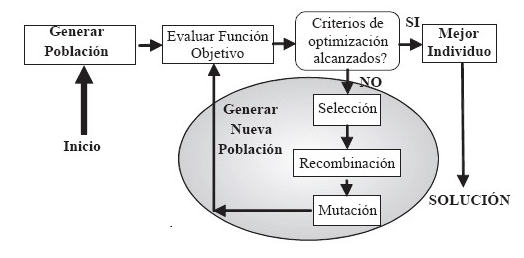 Generar
Población
Inicio
Evaluar Función
Objetivo
Criterios de
optimización
alcanzados?
SI
Mejor
Individuo
SOLUCIÓN
NO
Selección
Recombinación
Mutación
Generar
Nueva
Población